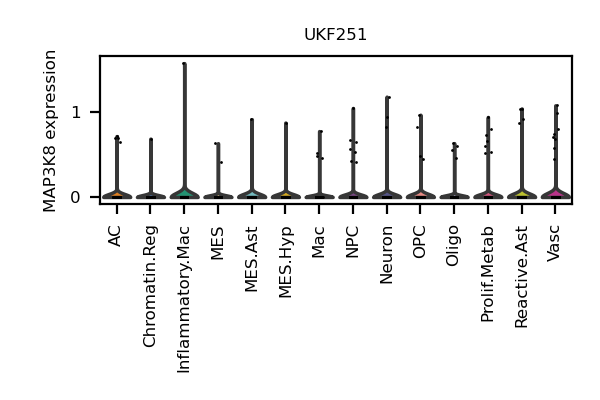 UKF251
MAP3K8 expression
1
0
AC
Chromatin.Reg
Inflammatory.Mac
MES
MES.Ast
MES.Hyp
Mac
NPC
Neuron
OPC
Oligo
Prolif.Metab
Reactive.Ast
Vasc